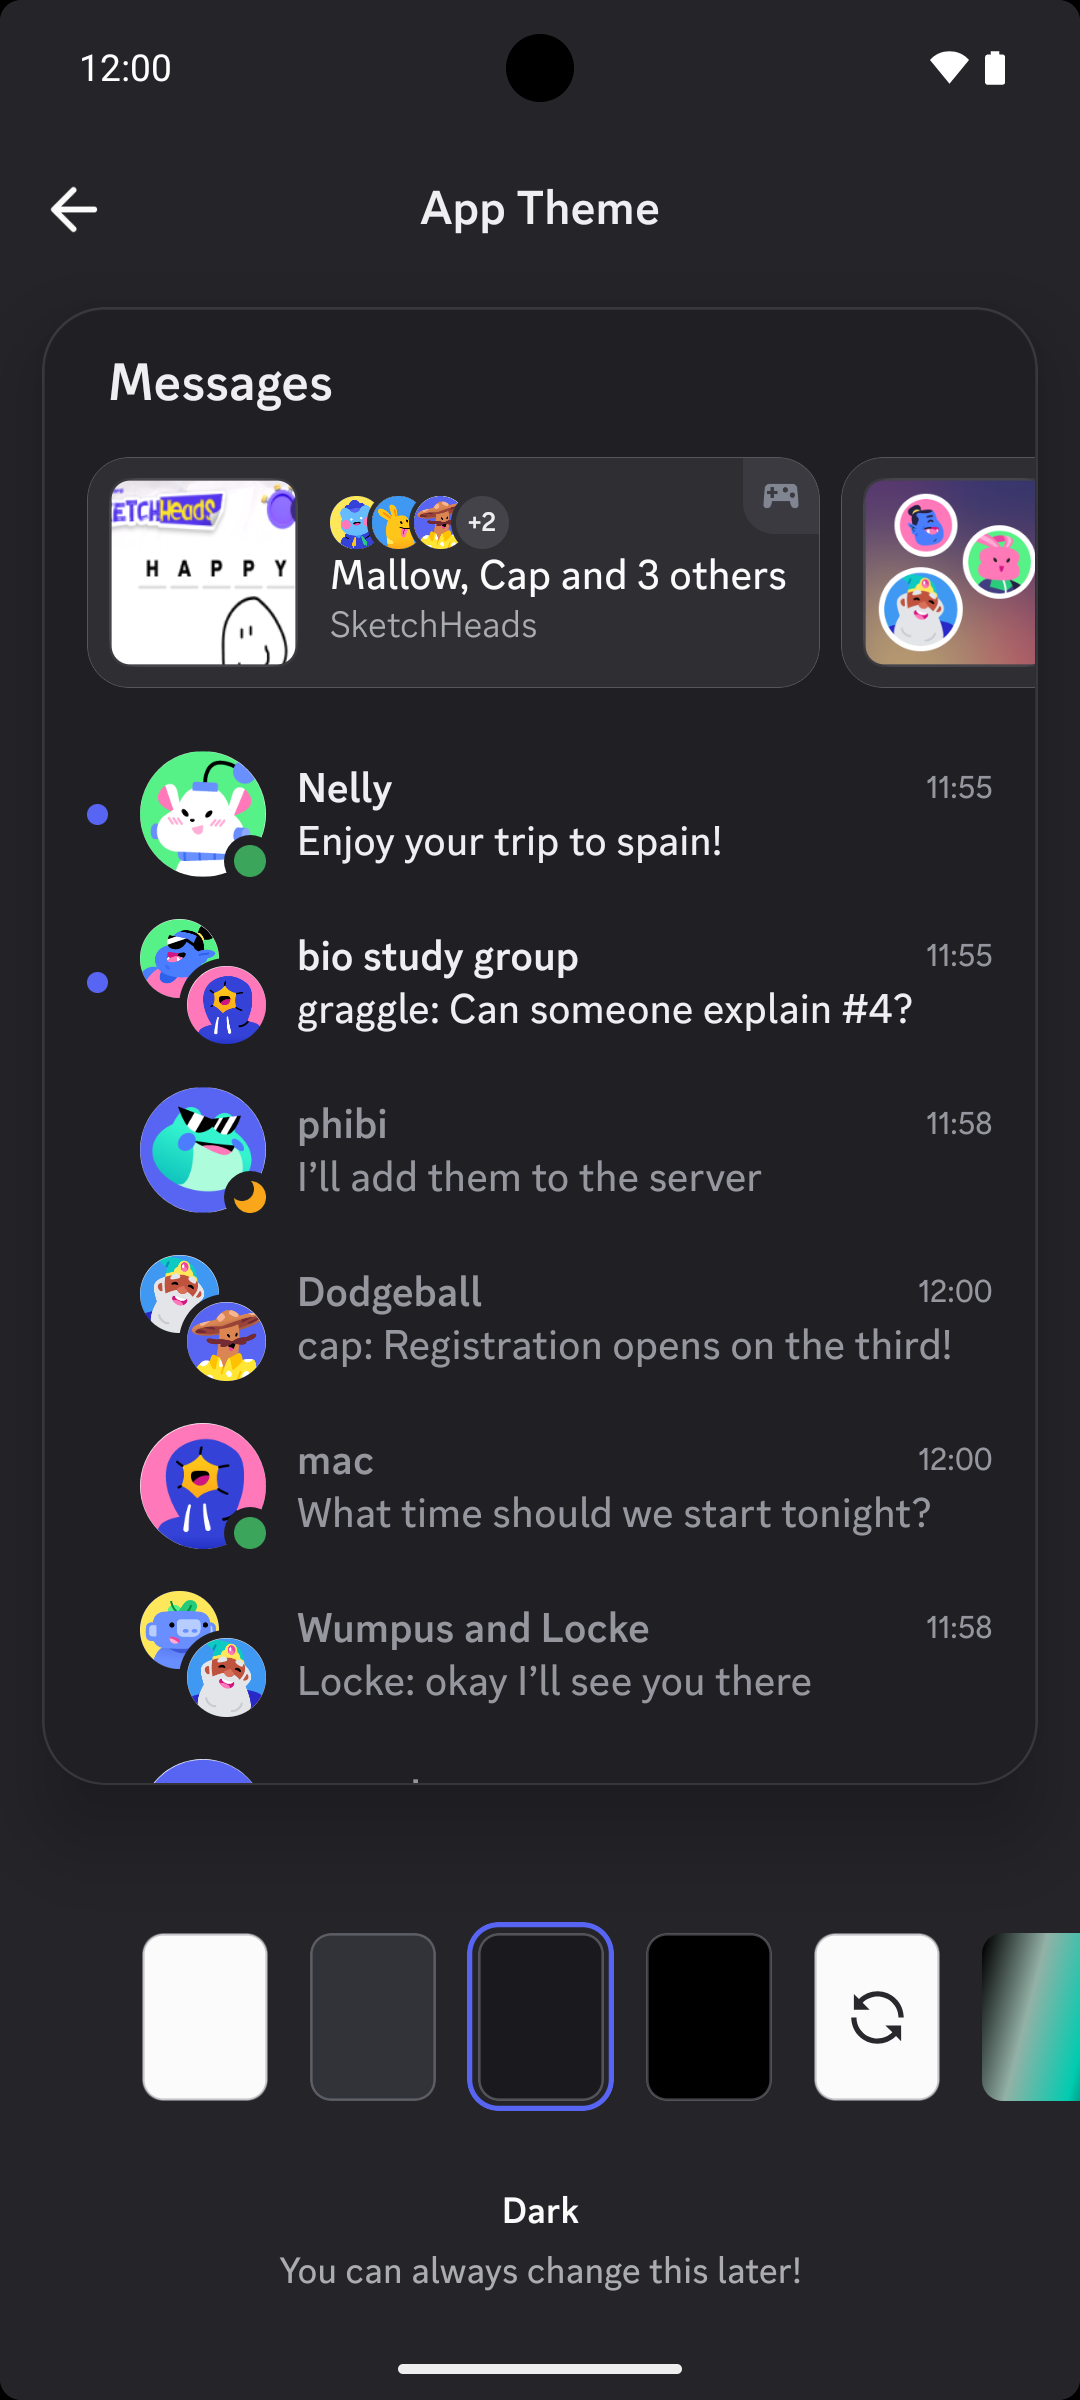 12:00
App Theme
Messages
ETCHHeads
HAPPY
+2
Mallow, Cap and 3 others
SketchHeads
Nelly
11:55
Enjoy your trip to spain!
bio study group
11:55
graggle: Can someone explain #4?
phibi
11:58
I’ll add them to the server
Dodgeball
12:00
cap: Registration opens on the third!
mac
12:00
What time should we start tonight?
Wumpus and Locke
11:58
Locke: okay I’ll see you there
Dark
You can always change this later!